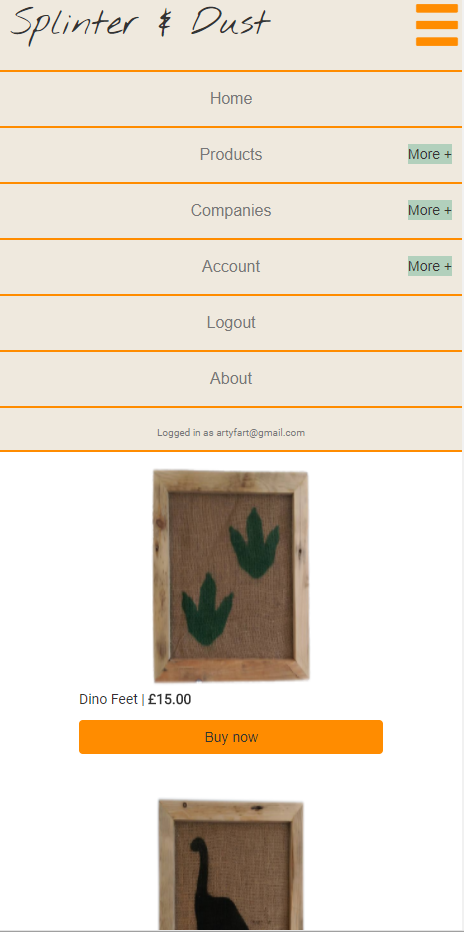 Splinter & Dust
Home
Products More +
Companies More +
Account More +
Logout
About
Logged in as artyfart@gmail.com
Dino Feet | £15.00
Buy now